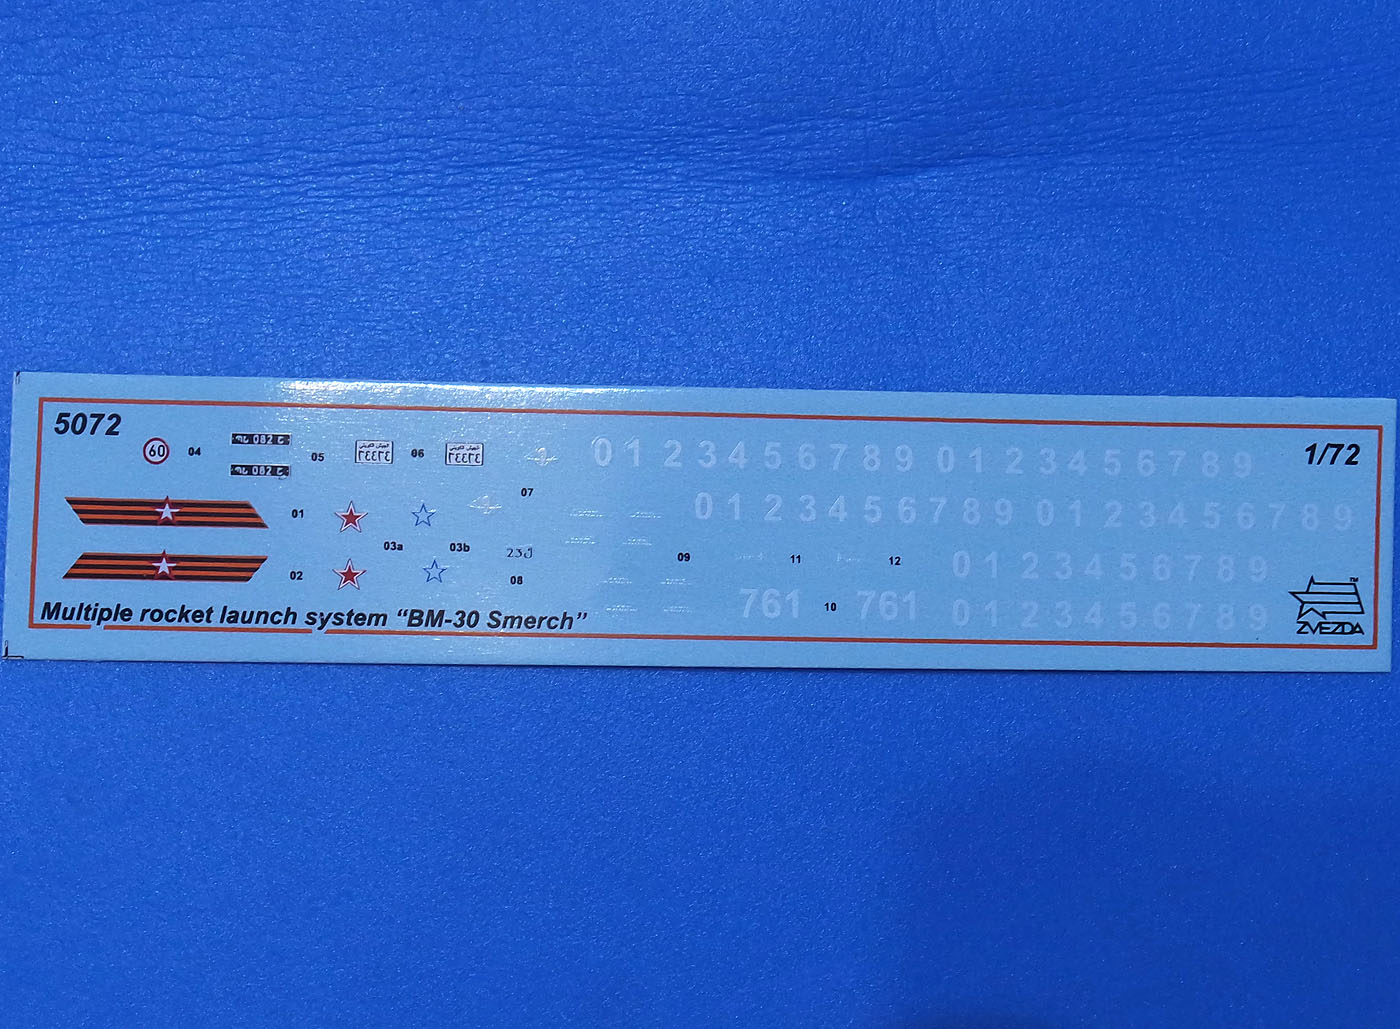 5072
1/72
60
04
05
06
٢٤٤٢٤
٢٤٤٢٤
0 1 2 3 4 5 6 7 8 9 0 1 2 3 4 5 6 7 8 9
07
01
0 1 2 3 4 5 6 7 8 9 0 1 2 3 4 5 6 7 8 9
03a
03b
02
08
09
11
12
0 1 2 3 4 5 6 7 8 9
761
10
761
0 1 2 3 4 5 6 7 8 9
Multiple rocket launch system “BM-30 Smerch”
TM
ZVEZDA